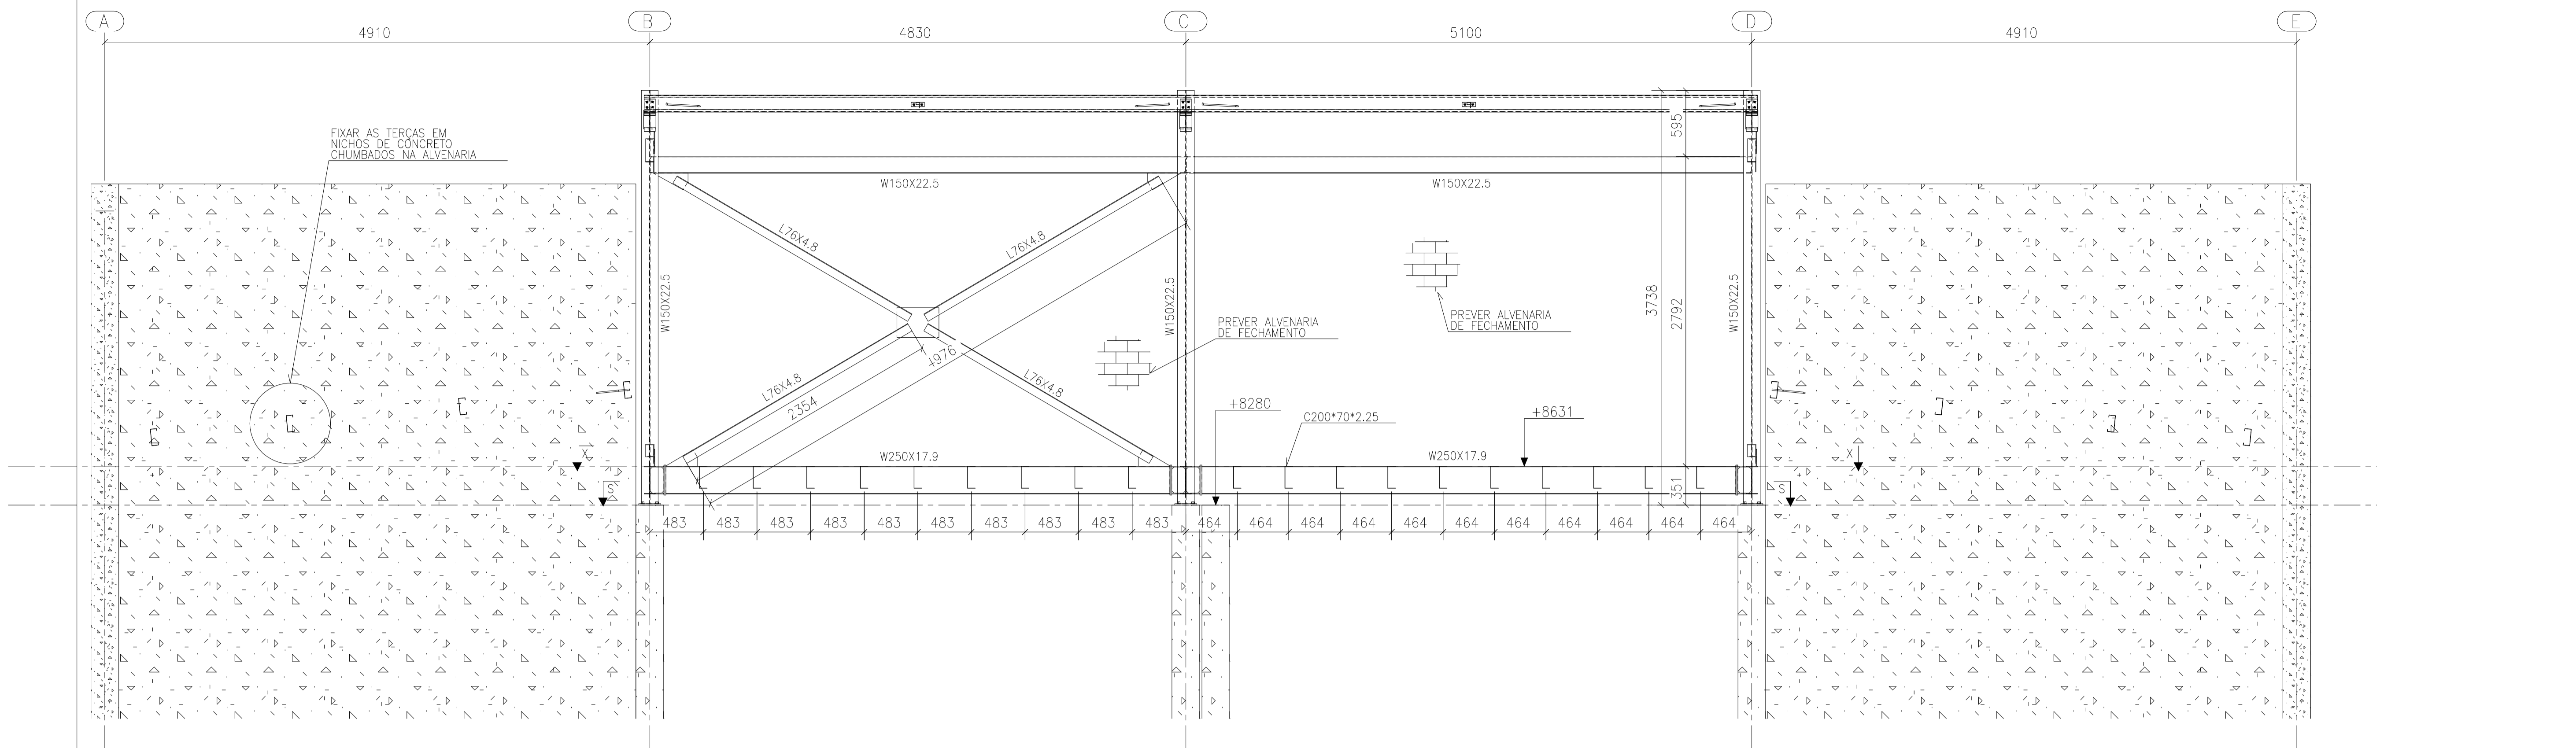 A B C D E
4910 4830 5100 4910
595
FIXAR AS TERÇAS EM
NICHOS DE CONCRETO
CHUMBADOS NA ALVENARIA
W150X22.5 W150X22.5
L76X4.8 L76X4.8
W150X22.5 W150X22.5 W150X22.5
3738 2792
PREVER ALVENARIA
DE FECHAMENTO
PREVER ALVENARIA
DE FECHAMENTO
4976
L76X4.8 L76X4.8
2354
+8280 C200*70*2.25 +8631
X W250X17.9 W250X17.9 X
S 351 S
483 483 483 483 483 483 483 483 483 483 464 464 464 464 464 464 464 464 464 464 464